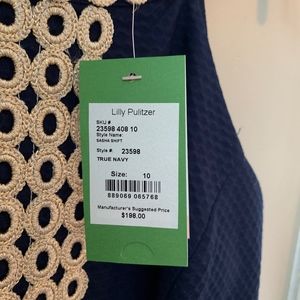 Lilly Pulitzer
SKU #
23598 408 10
Style Name:
SASHA SHIFT
Style #: 23598
TRUE NAVY
Size: 10
889069 065768
Manufacturer's Suggested Price
$198.00